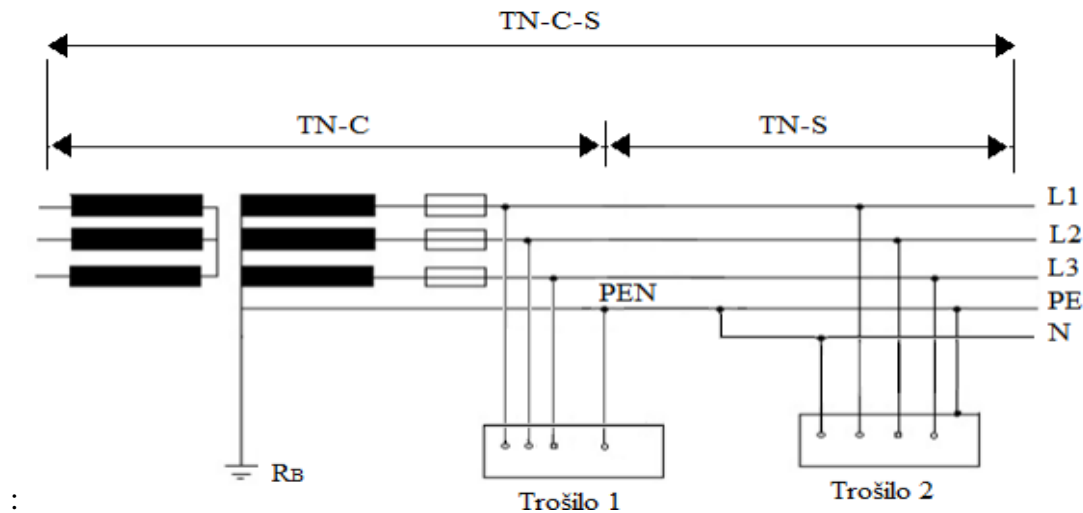 TN-C-S
TN-C
TN-S
L1
L2
L3
PEN
PE
N
RB
Trošilo 1
Trošilo 2
: